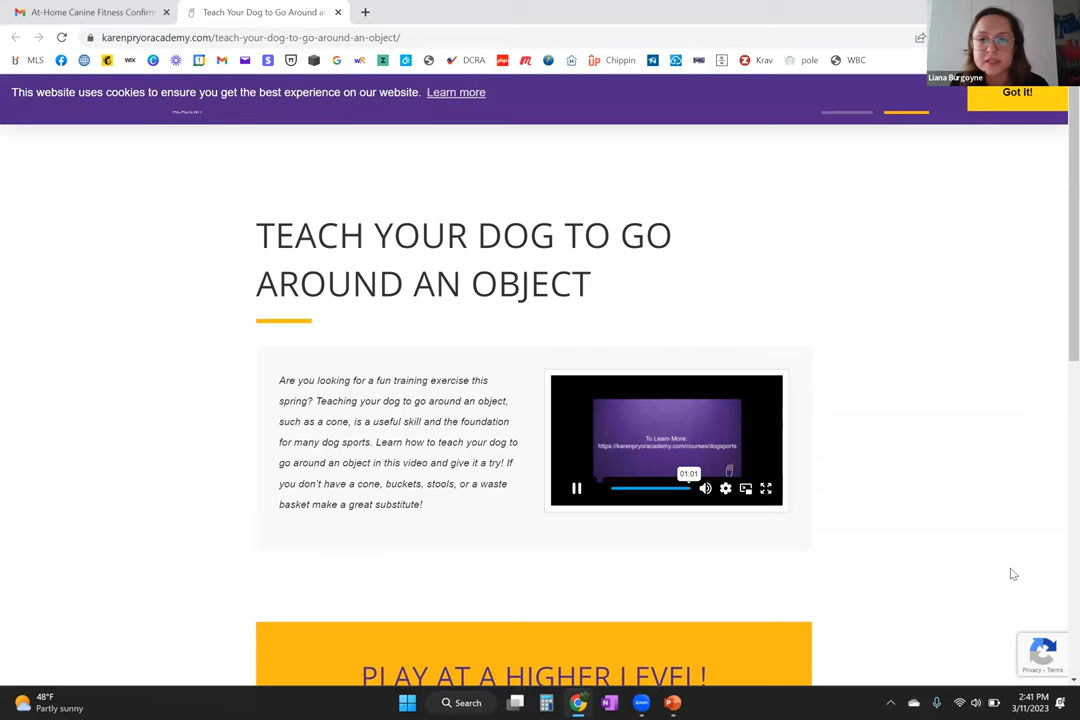 At-Home Canine Fitness Confirm
Teach Your Dog to Go Around an
karenpryoracademy.com/teach-your-dog-to-go-around-an-object/
MLS
DCRA
Chippin
Krav
pole
WBC
Liana Burgoyne
This website uses cookies to ensure you get the best experience on our website. Learn more
Got it!
ACADEMY
TEACH YOUR DOG TO GO
AROUND AN OBJECT
Are you looking for a fun training exercise this
spring? Teaching your dog to go around an object,
such as a cone, is a useful skill and the foundation
for many dog sports. Learn how to teach your dog to
go around an object in this video and give it a try! If
you don't have a cone, buckets, stools, or a waste
basket make a great substitute!
To Learn More:
https://karenpryoracademy.com/courses/dogsports
01:01
PLAY AT A HIGHER LEVEL!
Privacy - Terms
48°F
Partly sunny
Search
2:41 PM
3/11/2023